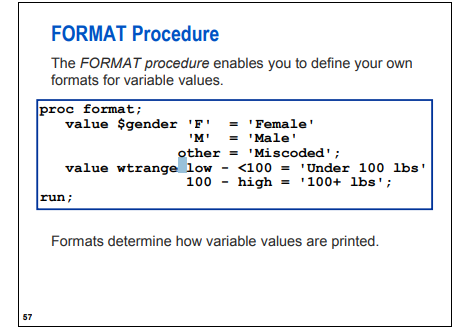 FORMAT Procedure
The FORMAT procedure enables you to define your own
formats for variable values.
proc format;
value $gender 'F' = 'Female'
'M' = 'Male'
other = 'Miscoded';
value wtrange low - <100 = 'Under 100 lbs'
100 - high = '100+ lbs';
run;
Formats determine how variable values are printed.
57